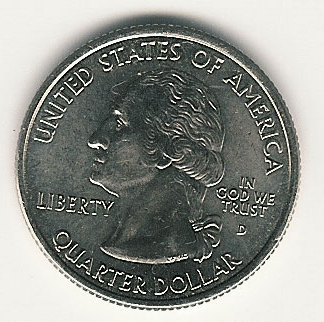 UNITED STATES OF AMERICA
LIBERTY
IN
GOD WE
TRUST
D
QUARTER DOLLAR